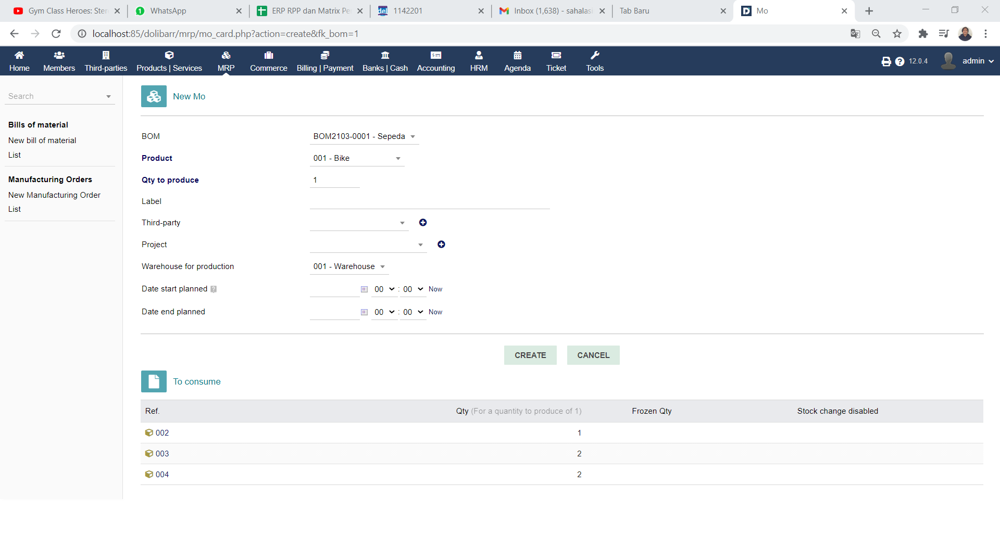 Gym Class Heroes: Ster
WhatsApp
ERP RPP dan Matrix Pe
1142201
Inbox (1,638) - sahalasi
Tab Baru
Mo
localhost:85/dolibarr/mrp/mo_card.php?action=create&fk_bom=1
Home
Members
Third-parties
Products | Services
MRP
Commerce
Billing | Payment
Banks | Cash
Accounting
HRM
Agenda
Ticket
Tools
12.0.4
admin
Search
Bills of material
New bill of material
List
Manufacturing Orders
New Manufacturing Order
List
New Mo
BOM BOM2103-0001 - Sepeda
Product 001 - Bike
Qty to produce 1
Label
Third-party
Project
Warehouse for production 001 - Warehouse
Date start planned ? 00 : 00 Now
Date end planned 00 : 00 Now
CREATE CANCEL
To consume
Ref. Qty (For a quantity to produce of 1) Frozen Qty Stock change disabled
002 1
003 2
004 2